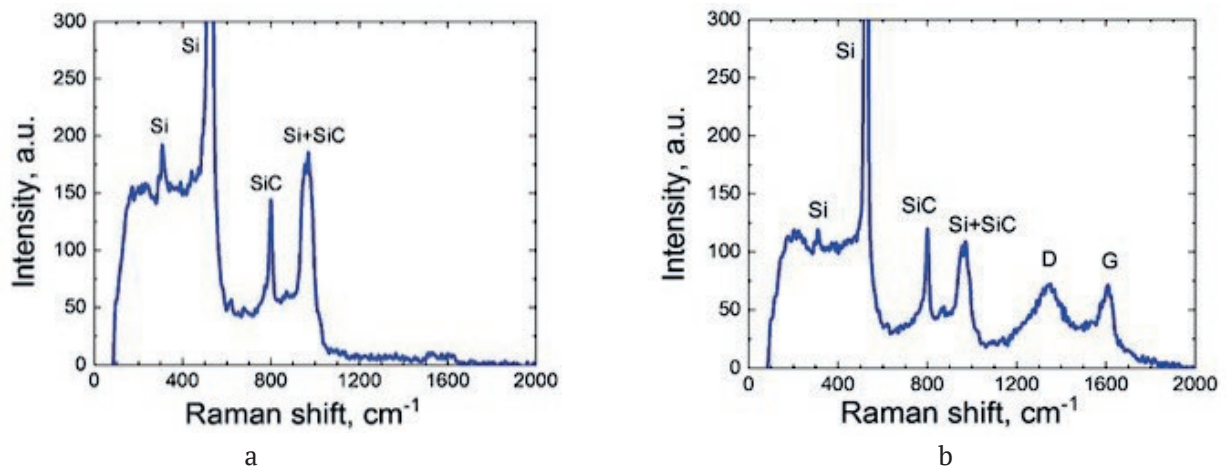 300
250
200
150
100
50
0
Intensity, a.u.
Si
Si
SiC
Si+SiC
0 400 800 1200 1600 2000
Raman shift, cm⁻¹
a
300
250
200
150
100
50
0
Intensity, a.u.
Si
Si
SiC
Si+SiC
D
G
0 400 800 1200 1600 2000
Raman shift, cm⁻¹
b